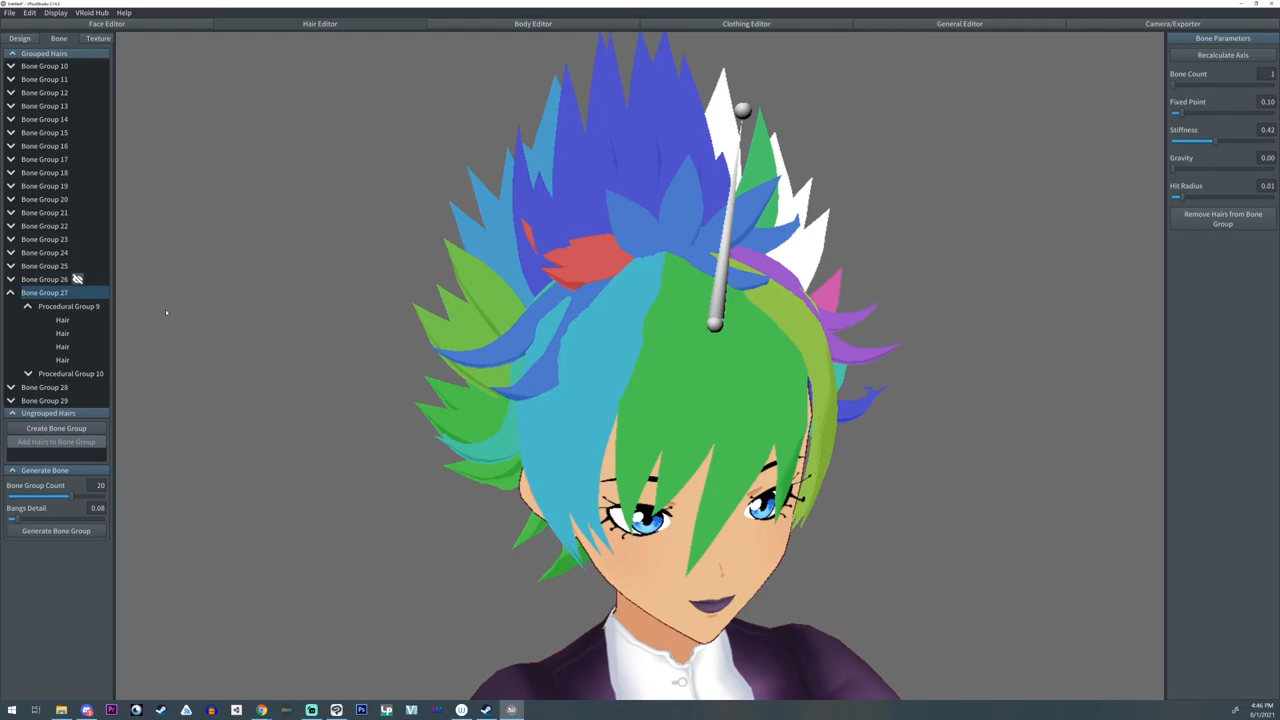 File Edit Display VRoid Hub Help
Face Editor Hair Editor Body Editor Clothing Editor General Editor Camera/Exporter
Design Bone Texture
Grouped Hairs
Bone Group 10
Bone Group 11
Bone Group 12
Bone Group 13
Bone Group 14
Bone Group 15
Bone Group 16
Bone Group 17
Bone Group 18
Bone Group 19
Bone Group 20
Bone Group 21
Bone Group 22
Bone Group 23
Bone Group 24
Bone Group 25
Bone Group 26
Bone Group 27
Procedural Group 9
Hair
Hair
Hair
Hair
Procedural Group 10
Bone Group 28
Bone Group 29
Ungrouped Hairs
Create Bone Group
Add Hairs to Bone Group
Generate Bone
Bone Group Count 20
Bangs Detail 0.08
Generate Bone Group
Bone Parameters
Recalculate Axis
Bone Count 1
Fixed Point 0.10
Stiffness 0.42
Gravity 0.00
Hit Radius 0.01
Remove Hairs from Bone
Group
4:46 PM
8/1/2021